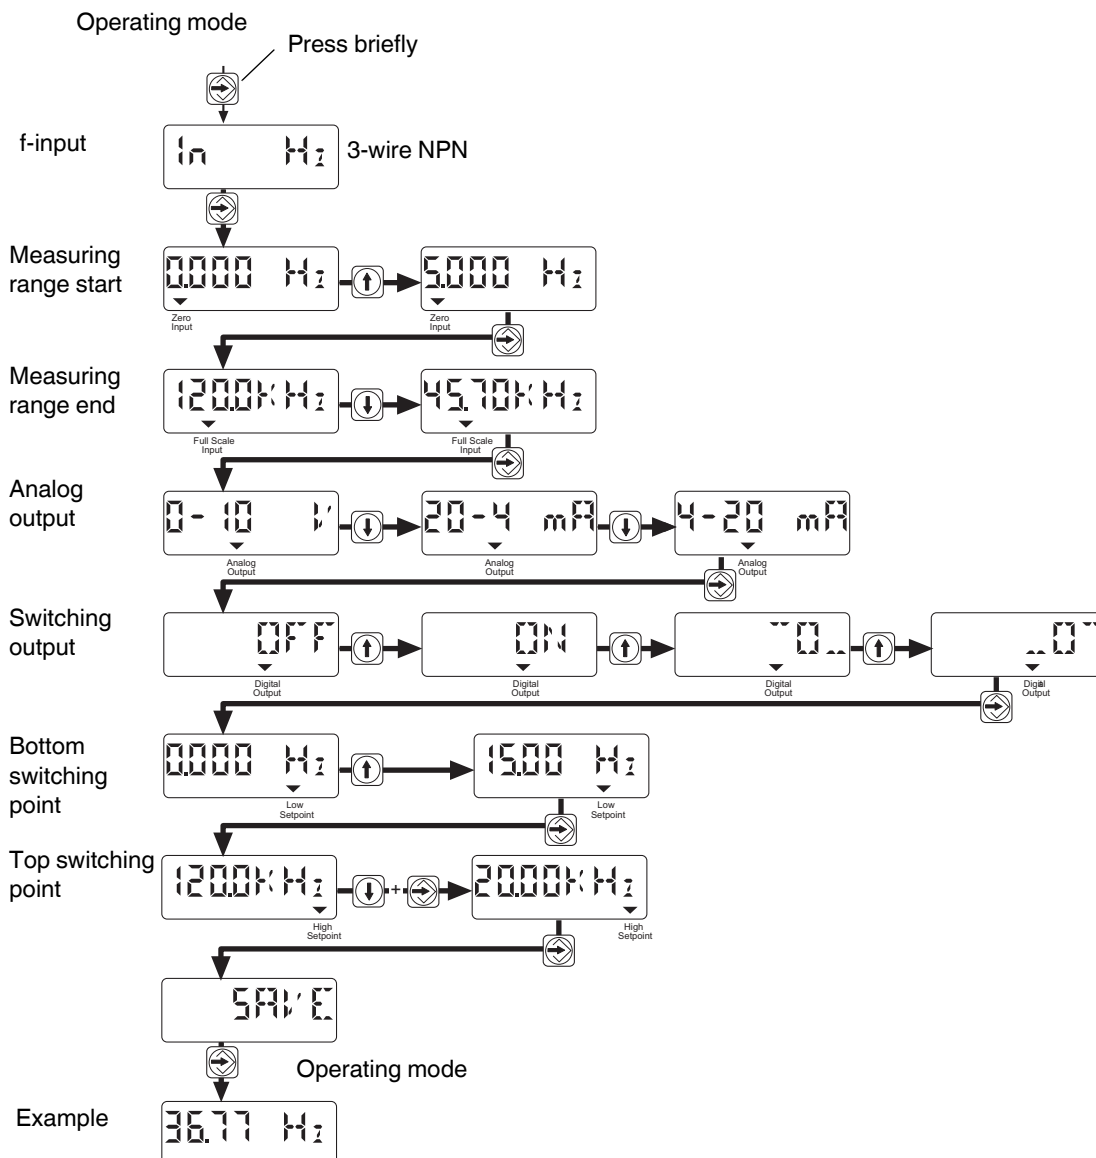 Operating mode
Press briefly
f-input
In Hz
3-wire NPN
Measuring
range start
0.000 Hz
Zero
Input
5.000 Hz
Zero
Input
Measuring
range end
120.0kHz
Full Scale
Input
45.70kHz
Full Scale
Input
Analog
output
0-10 V
Analog
Output
20-4 mA
Analog
Output
4-20 mA
Analog
Output
Switching
output
OFF
Digital
Output
ON
Digital
Output
‾0_
Digital
Output
_0‾
Digital
Output
Bottom
switching
point
0.000 Hz
Low
Setpoint
15.00 Hz
Low
Setpoint
Top switching
point
120.0kHz
High
Setpoint
+
20.00kHz
High
Setpoint
SAVE
Operating mode
Example
36.77 Hz